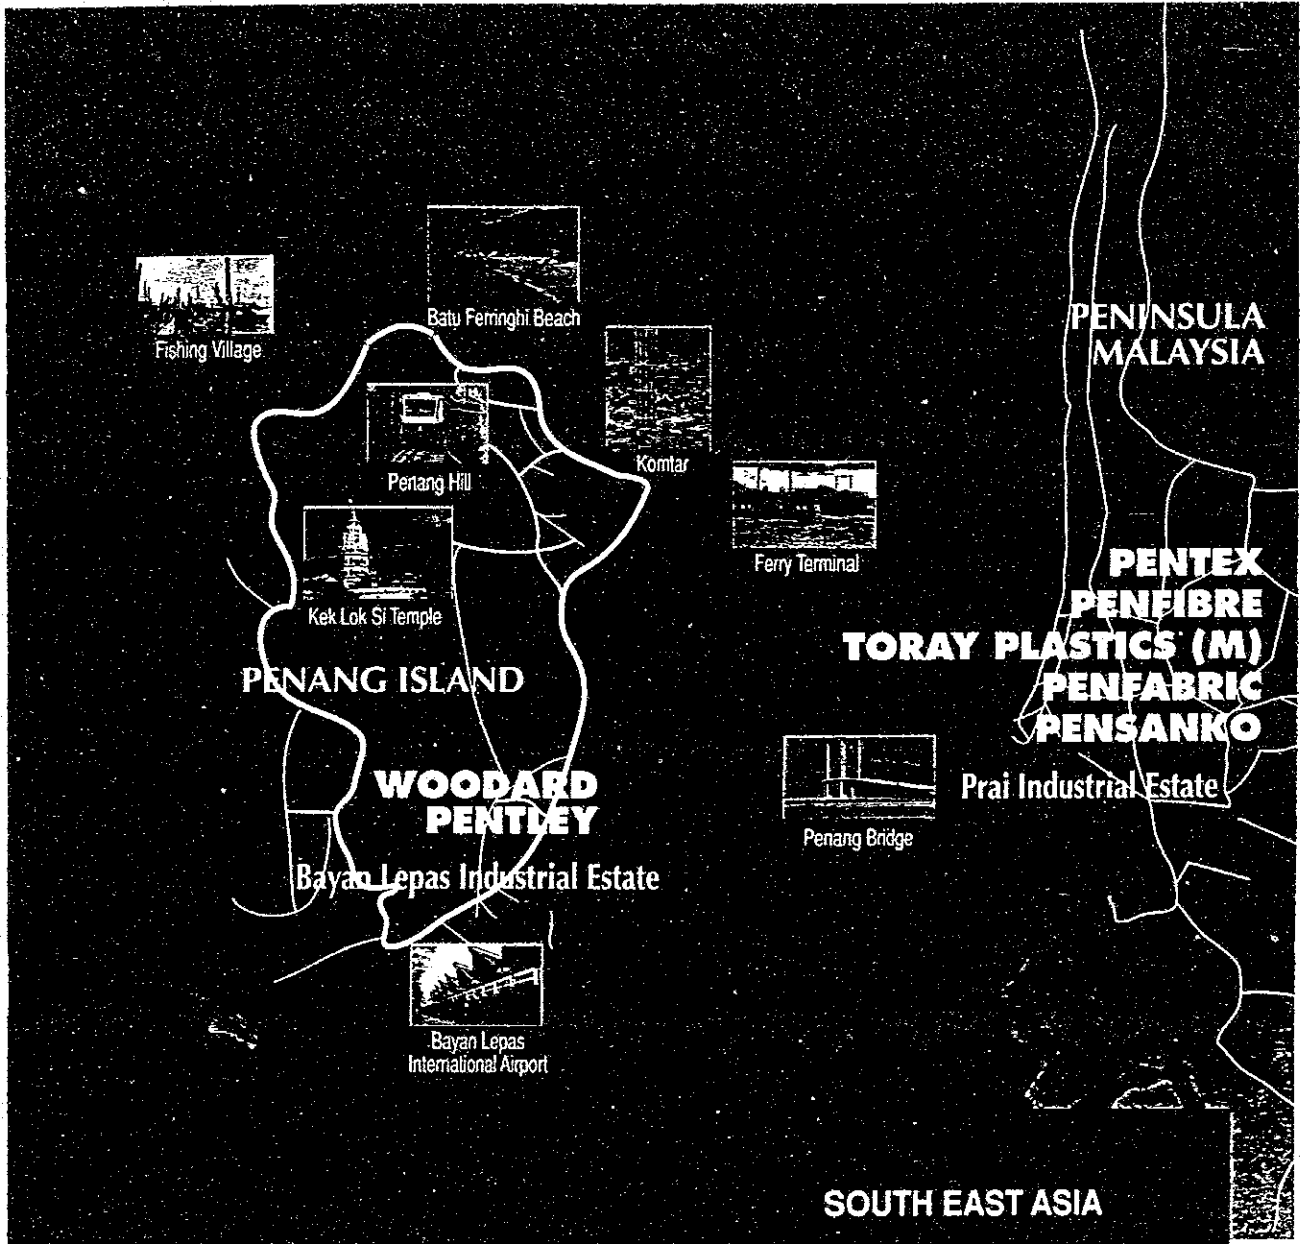 Batu Ferringhi Beach
Fishing Village
PENINSULA
MALAYSIA
Komtar
Penang Hill
Ferry Terminal
PENTEX
PENFIBRE
Kek Lok Si Temple
TORAY PLASTICS (M)
PENANG ISLAND
PENFABRIC
PENSANKO
WOODARD
PENTLEY
Prai Industrial Estate
Penang Bridge
Bayan Lepas Industrial Estate
Bayan Lepas
International Airport
SOUTH EAST ASIA